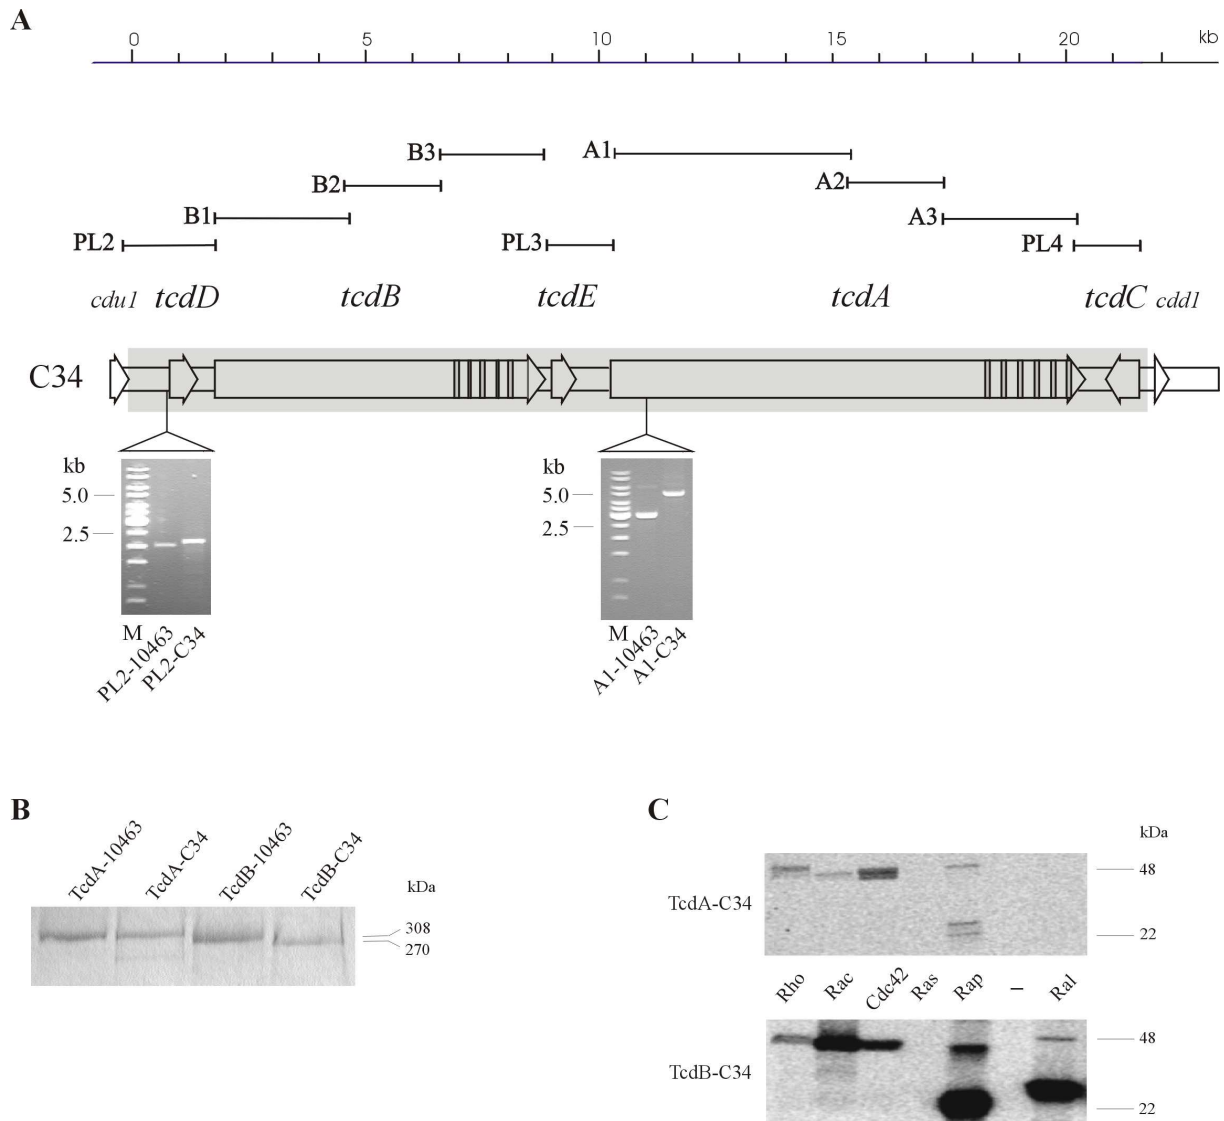 A
0 5 10 15 20 kb
B3 A1
B2 A2
B1 A3
PL2 PL3 PL4
cdu1 tcdD tcdB tcdE tcdA tcdC cdd1
C34
kb kb
5.0 5.0
2.5 2.5
M PL2-10463 PL2-C34 M A1-10463 A1-C34
B C
TcdA-10463 TcdA-C34 TcdB-10463 TcdB-C34
kDa
308
270
kDa
48
TcdA-C34
22
Rho Rac Cdc42 Ras Rap – Ral
48
TcdB-C34
22